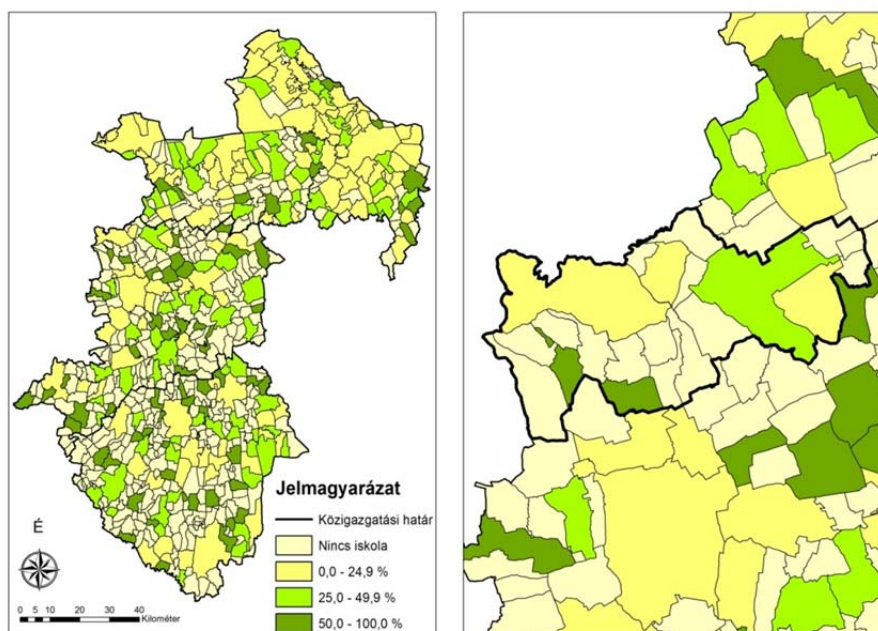 Jelmagyarázat
Közigazgatási határ
Nincs iskola
0,0 - 24,9 %
25,0 - 49,9 %
50,0 - 100,0 %
É
0 5 10 20 30 40
Kilométer